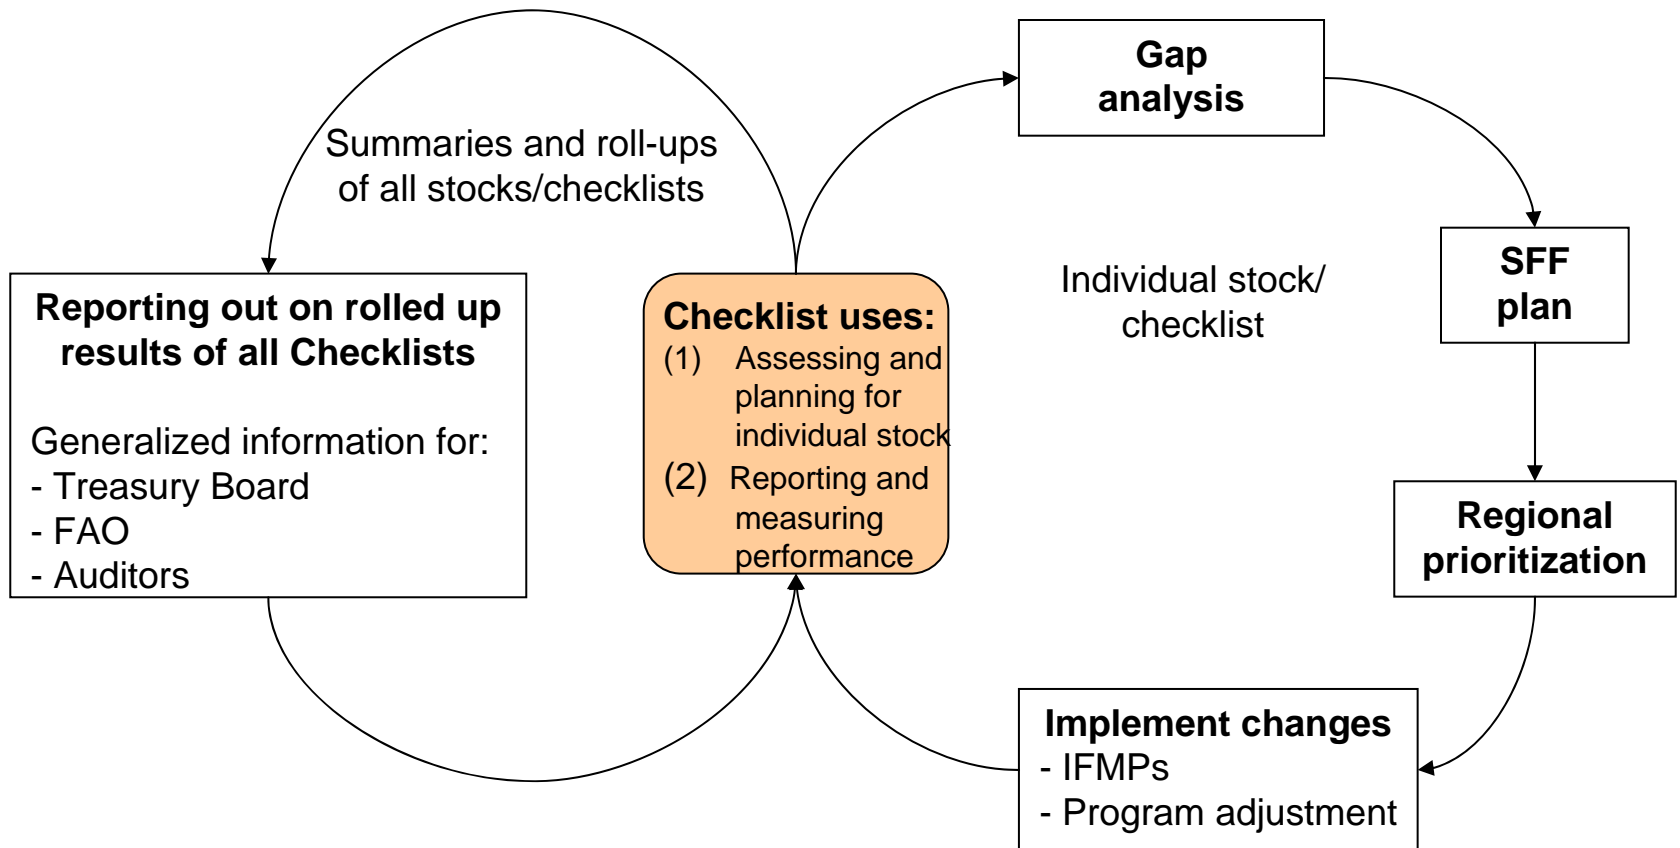 Gap
analysis
Summaries and roll-ups
of all stocks/checklists
SFF
plan
Individual stock/
checklist
Reporting out on rolled up
results of all Checklists
Generalized information for:
- Treasury Board
- FAO
- Auditors
Checklist uses:
(1) Assessing and
planning for
individual stock
(2) Reporting and
measuring
performance
Regional
prioritization
Implement changes
- IFMPs
- Program adjustment